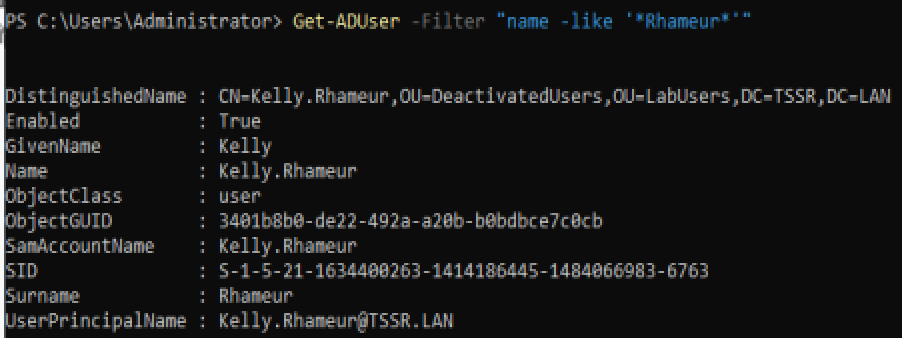 PS C:\Users\Administrator> Get-ADUser -Filter "name -like '*Rhameur*'"
DistinguishedName : CN=Kelly.Rhameur,OU=DeactivatedUsers,OU=LabUsers,DC=TSSR,DC=LAN
Enabled : True
GivenName : Kelly
Name : Kelly.Rhameur
ObjectClass : user
ObjectGUID : 3401b8b0-de22-492a-a20b-b0bdbce7c0cb
SamAccountName : Kelly.Rhameur
SID : S-1-5-21-1634400263-1414186445-1484066983-6763
Surname : Rhameur
UserPrincipalName : Kelly.Rhameur@TSSR.LAN